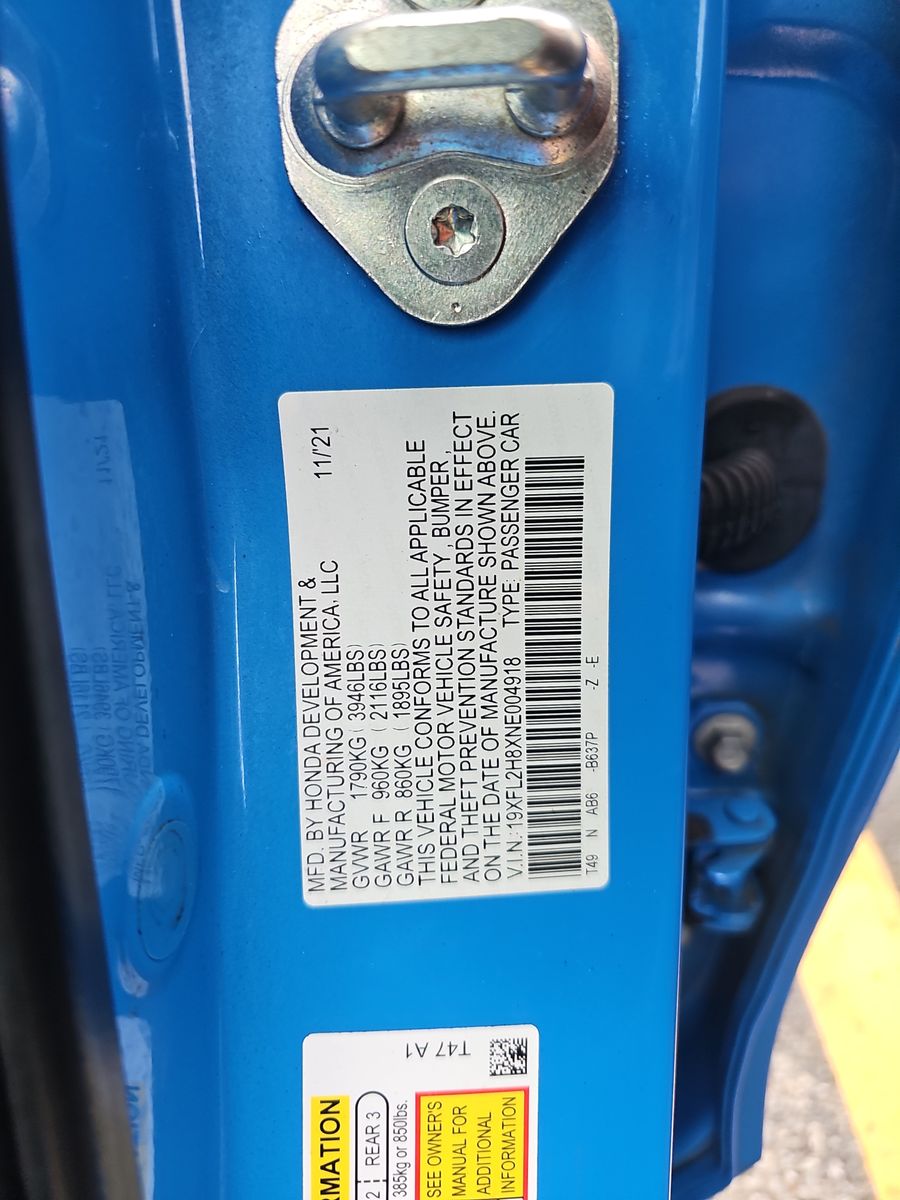 MFD. BY HONDA DEVELOPMENT &
MANUFACTURING OF AMERICA, LLC 11/'21
GVWR 1790KG ( 3946LBS)
GAWR F 960KG ( 2116LBS)
GAWR R 860KG ( 1895LBS)
THIS VEHICLE CONFORMS TO ALL APPLICABLE
FEDERAL MOTOR VEHICLE SAFETY, BUMPER,
AND THEFT PREVENTION STANDARDS IN EFFECT
ON THE DATE OF MANUFACTURE SHOWN ABOVE.
V.I.N.: 19XFL2H8XNE004918 TYPE: PASSENGER CAR
T49 N AB6 -B637P -Z -E
T47 A1
RMATION
2 REAR 3
385kg or 850lbs.
SEE OWNER'S
MANUAL FOR
ADDITIONAL
INFORMATION